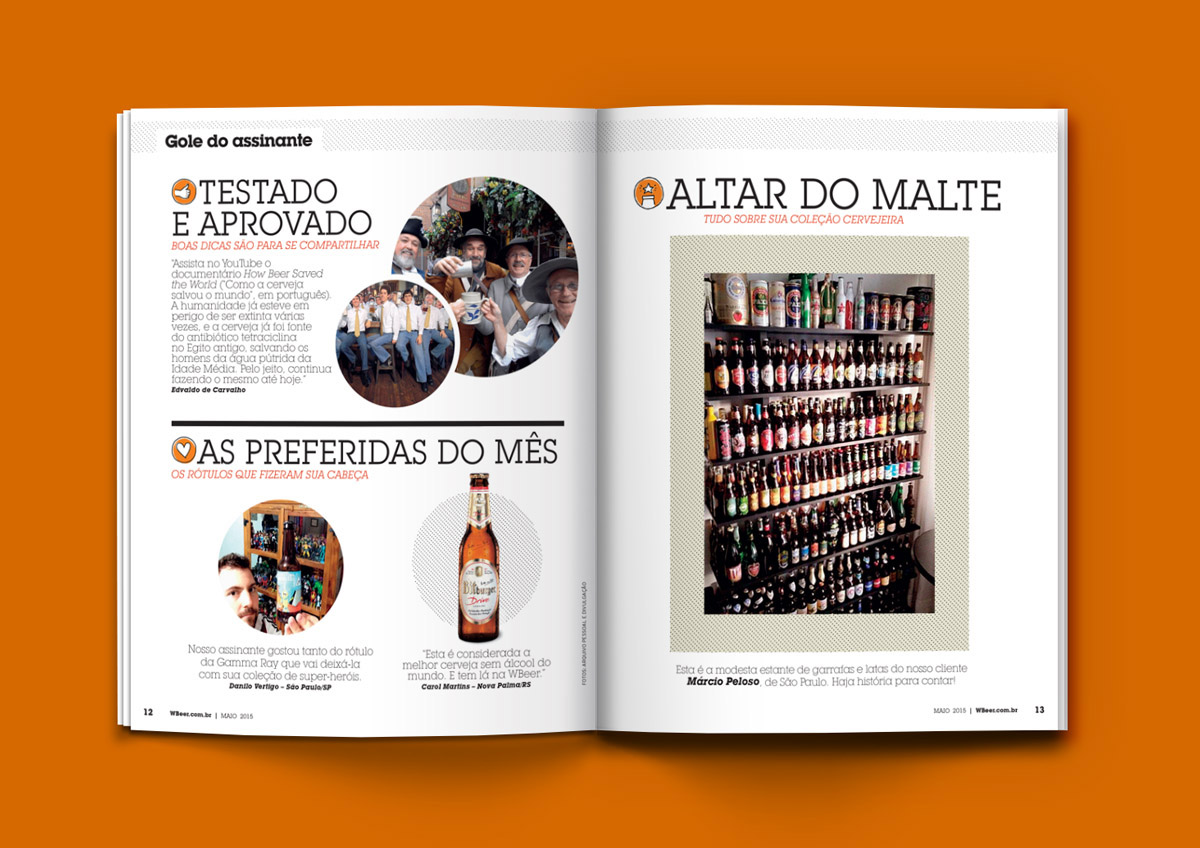 Gole do assinante
TESTADO
E APROVADO
BOAS DICAS SÃO PARA SE COMPARTILHAR
"Assista no YouTube o
documentário How Beer Saved
the World ("Como a cerveja
salvou o mundo", em português).
A humanidade já esteve em
perigo de ser extinta várias
vezes, e a cerveja já foi fonte
do antibiótico tetraciclina
no Egito antigo, salvando os
homens da água pútrida da
Idade Média. Pelo jeito, continua
fazendo o mesmo até hoje."
Edvaldo de Carvalho
AS PREFERIDAS DO MÊS
OS RÓTULOS QUE FIZERAM SUA CABEÇA
Bitburger
Drive
Nosso assinante gostou tanto do rótulo
da Gamma Ray que vai deixá-la
com sua coleção de super-heróis.
Danilo Vertigo – São Paulo/SP
"Esta é considerada a
melhor cerveja sem álcool do
mundo. E tem lá na WBeer."
Carol Martins – Nova Palma/RS
FOTOS: ARQUIVO PESSOAL E DIVULGAÇÃO
12 WBeer.com.br | MAIO 2015
ALTAR DO MALTE
TUDO SOBRE SUA COLEÇÃO CERVEJEIRA
Esta é a modesta estante de garrafas e latas do nosso cliente
Márcio Peloso, de São Paulo. Haja história para contar!
MAIO 2015 | WBeer.com.br 13